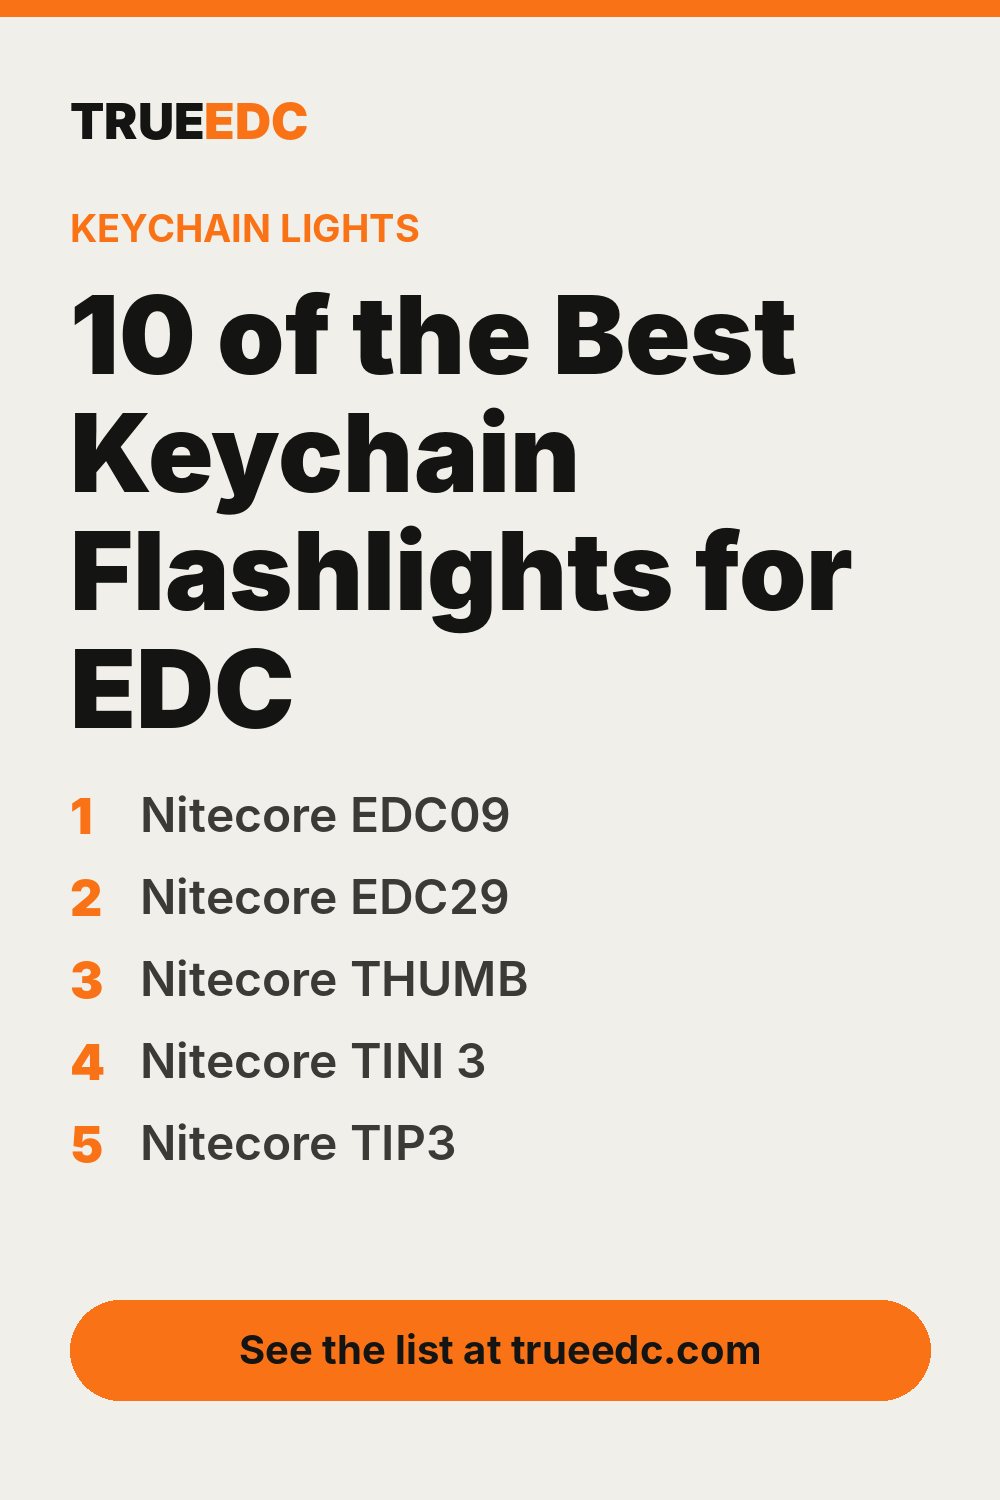 TRUEEDC
KEYCHAIN LIGHTS
10 of the Best
Keychain
Flashlights for
EDC
1 Nitecore EDC09
2 Nitecore EDC29
3 Nitecore THUMB
4 Nitecore TINI 3
5 Nitecore TIP3
See the list at trueedc.com